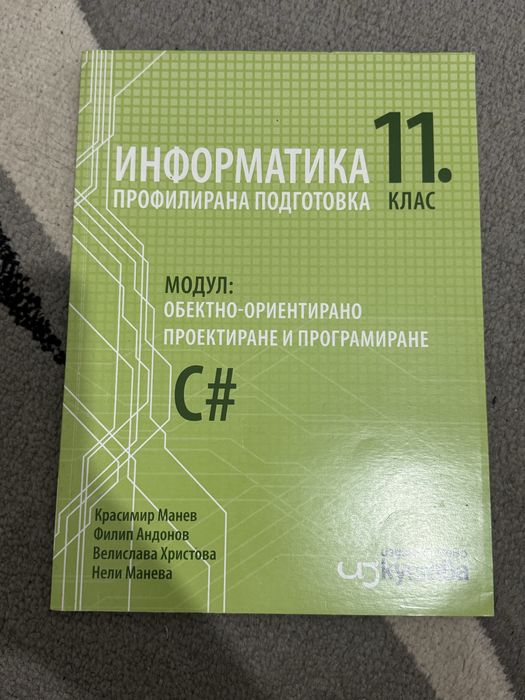 ИНФОРМАТИКА 11.
ПРОФИЛИРАНА ПОДГОТОВКА КЛАС
МОДУЛ:
ОБЕКТНО-ОРИЕНТИРАНО
ПРОЕКТИРАНЕ И ПРОГРАМИРАНЕ
C#
Красимир Манев
Филип Андонов
Велислава Христова
Нели Манева